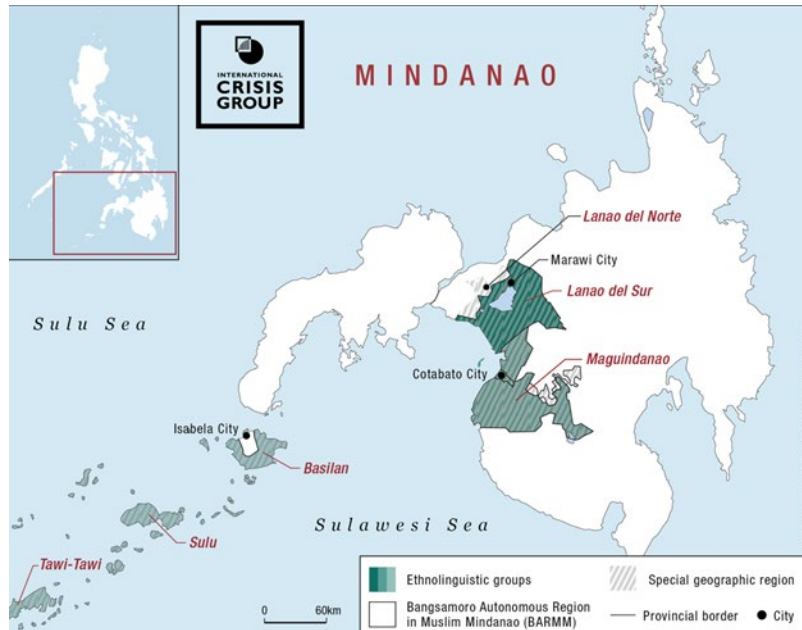 INTERNATIONAL
CRISIS
GROUP
MINDANAO
Lanao del Norte
Marawi City
Lanao del Sur
Sulu Sea
Maguindanao
Cotabato City
Isabela City
Basilan
Sulawesi Sea
Sulu
Tawi-Tawi
Ethnolinguistic groups
Special geographic region
Bangsamoro Autonomous Region
in Muslim Mindanao (BARMM)
Provincial border
City
0
60km